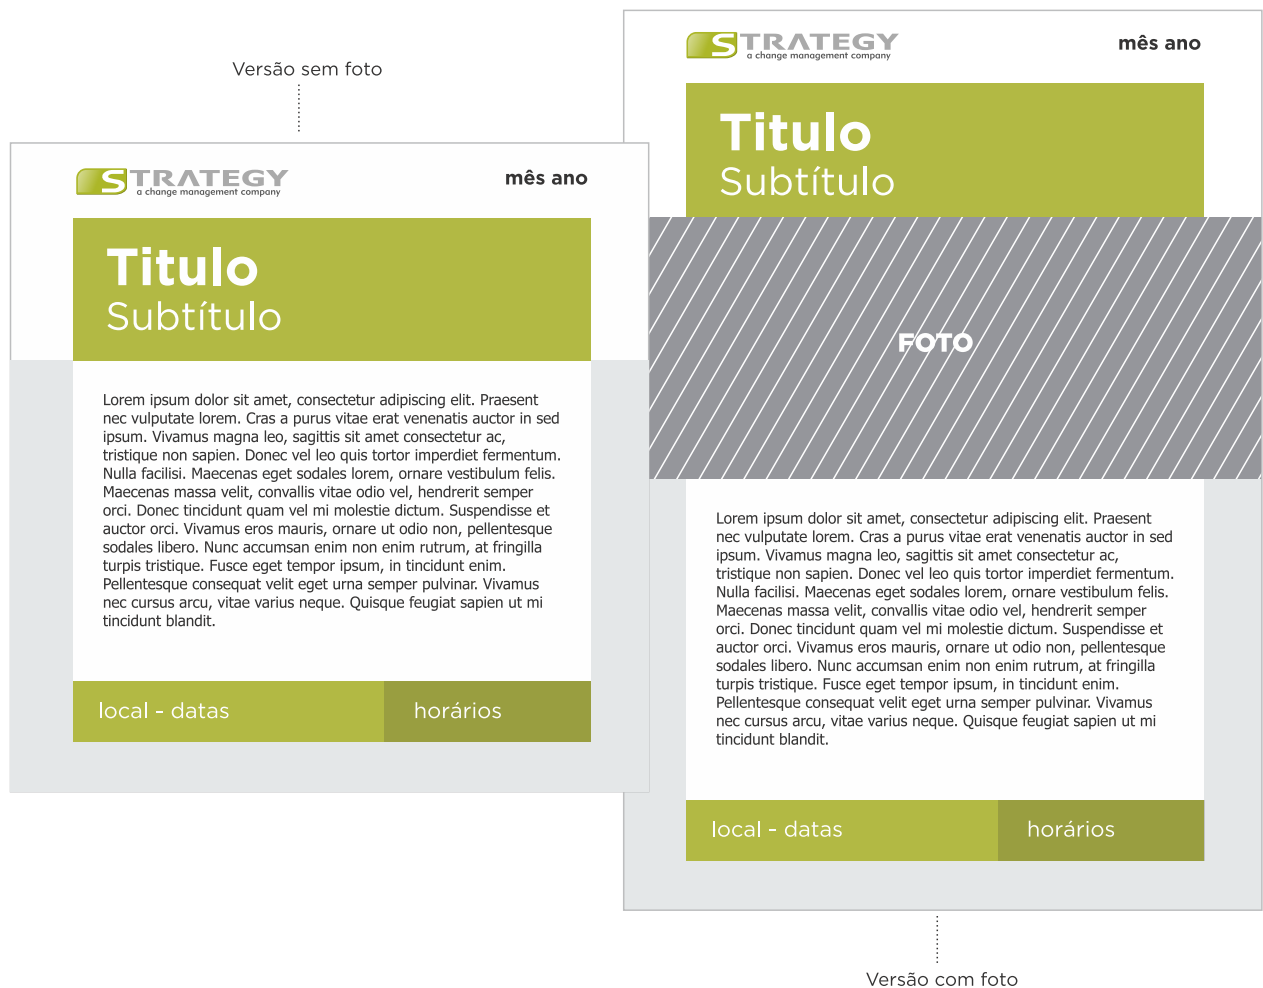 Versão sem foto
STRATEGY
a change management company
mês ano
Titulo
Subtítulo
Lorem ipsum dolor sit amet, consectetur adipiscing elit. Praesent
nec vulputate lorem. Cras a purus vitae erat venenatis auctor in sed
ipsum. Vivamus magna leo, sagittis sit amet consectetur ac,
tristique non sapien. Donec vel leo quis tortor imperdiet fermentum.
Nulla facilisi. Maecenas eget sodales lorem, ornare vestibulum felis.
Maecenas massa velit, convallis vitae odio vel, hendrerit semper
orci. Donec tincidunt quam vel mi molestie dictum. Suspendisse et
auctor orci. Vivamus eros mauris, ornare ut odio non, pellentesque
sodales libero. Nunc accumsan enim non enim rutrum, at fringilla
turpis tristique. Fusce eget tempor ipsum, in tincidunt enim.
Pellentesque consequat velit eget urna semper pulvinar. Vivamus
nec cursus arcu, vitae varius neque. Quisque feugiat sapien ut mi
tincidunt blandit.
local - datas
horários
STRATEGY
a change management company
mês ano
Titulo
Subtítulo
FOTO
Lorem ipsum dolor sit amet, consectetur adipiscing elit. Praesent
nec vulputate lorem. Cras a purus vitae erat venenatis auctor in sed
ipsum. Vivamus magna leo, sagittis sit amet consectetur ac,
tristique non sapien. Donec vel leo quis tortor imperdiet fermentum.
Nulla facilisi. Maecenas eget sodales lorem, ornare vestibulum felis.
Maecenas massa velit, convallis vitae odio vel, hendrerit semper
orci. Donec tincidunt quam vel mi molestie dictum. Suspendisse et
auctor orci. Vivamus eros mauris, ornare ut odio non, pellentesque
sodales libero. Nunc accumsan enim non enim rutrum, at fringilla
turpis tristique. Fusce eget tempor ipsum, in tincidunt enim.
Pellentesque consequat velit eget urna semper pulvinar. Vivamus
nec cursus arcu, vitae varius neque. Quisque feugiat sapien ut mi
tincidunt blandit.
local - datas
horários
Versão com foto